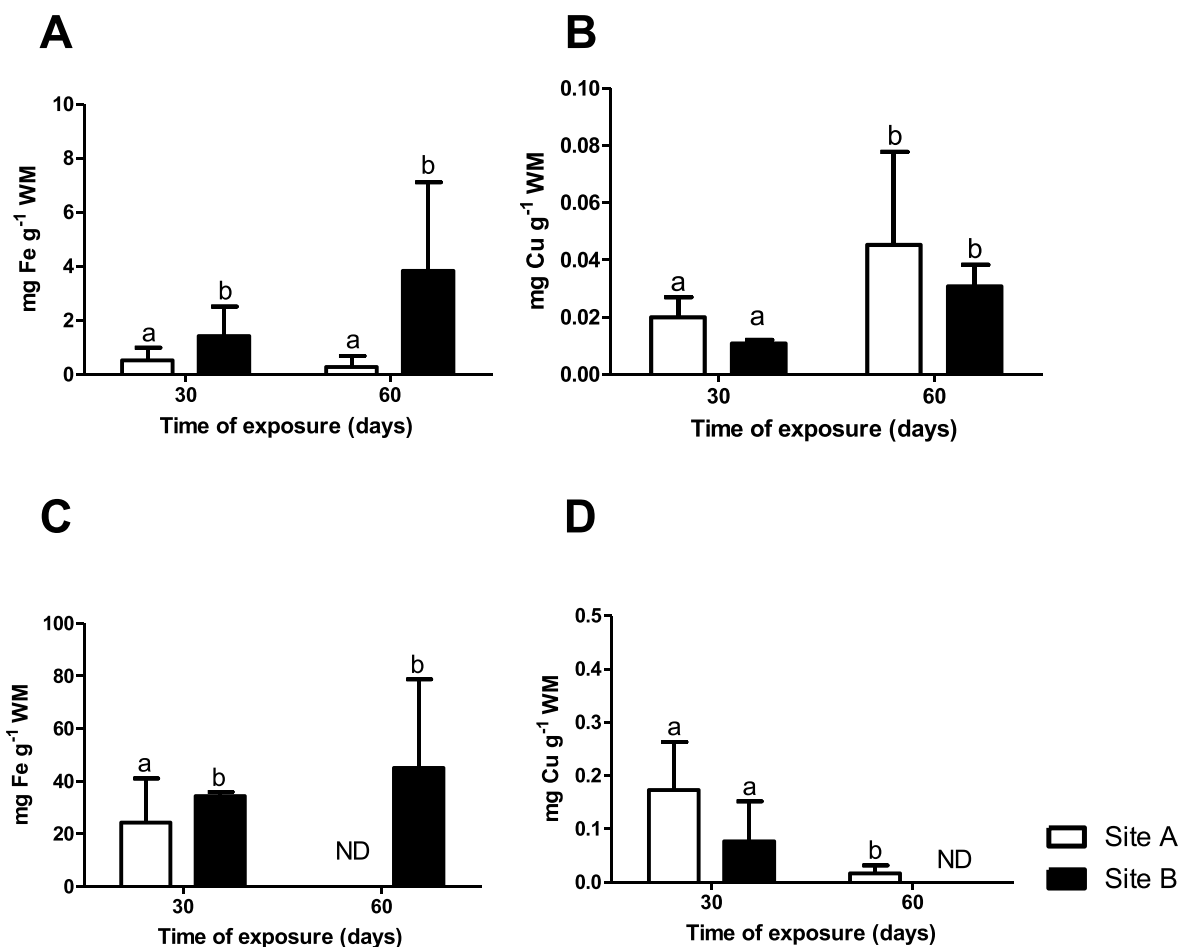 A
mg Fe g-1 WM
10
8
6
4
2
0
a
b
a
b
30
60
Time of exposure (days)
B
mg Cu g-1 WM
0.10
0.08
0.06
0.04
0.02
0.00
a
a
b
b
30
60
Time of exposure (days)
C
mg Fe g-1 WM
100
80
60
40
20
0
a
b
ND
b
30
60
Time of exposure (days)
D
mg Cu g-1 WM
0.5
0.4
0.3
0.2
0.1
0.0
a
a
b
ND
30
60
Time of exposure (days)
Site A
Site B